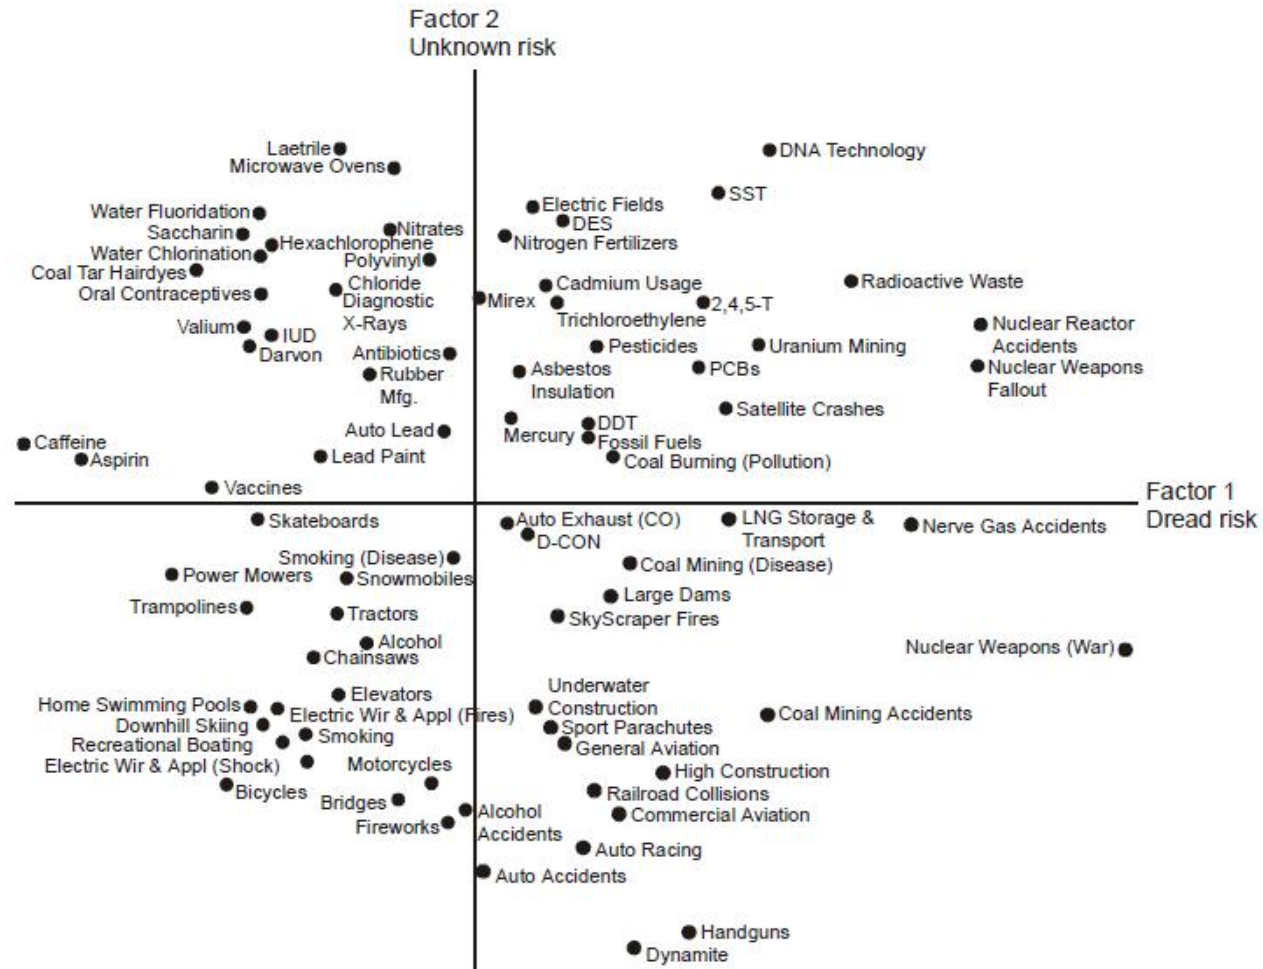 Factor 2
Unknown risk
Laetrile
Microwave Ovens
DNA Technology
SST
Water Fluoridation
Electric Fields
DES
Saccharin
Nitrates
Hexachlorophene
Nitrogen Fertilizers
Water Chlorination
Polyvinyl
Coal Tar Hairdyes
Chloride
Cadmium Usage
Radioactive Waste
Oral Contraceptives
Diagnostic
X-Rays
Mirex
2,4,5-T
Trichloroethylene
Valium
IUD
Darvon
Nuclear Reactor
Accidents
Antibiotics
Pesticides
Uranium Mining
Rubber
Mfg.
Asbestos
Insulation
PCBs
Nuclear Weapons
Fallout
Satellite Crashes
Auto Lead
Mercury
DDT
Fossil Fuels
Caffeine
Aspirin
Lead Paint
Coal Burning (Pollution)
Vaccines
Factor 1
Dread risk
Skateboards
Auto Exhaust (CO)
D-CON
LNG Storage &
Transport
Nerve Gas Accidents
Smoking (Disease)
Coal Mining (Disease)
Power Mowers
Snowmobiles
Large Dams
Trampolines
Tractors
SkyScraper Fires
Alcohol
Chainsaws
Nuclear Weapons (War)
Elevators
Underwater
Construction
Home Swimming Pools
Electric Wir & Appl (Fires)
Coal Mining Accidents
Downhill Skiing
Smoking
Sport Parachutes
Recreational Boating
General Aviation
Electric Wir & Appl (Shock)
Motorcycles
High Construction
Bicycles
Bridges
Railroad Collisions
Alcohol
Accidents
Commercial Aviation
Fireworks
Auto Racing
Auto Accidents
Handguns
Dynamite